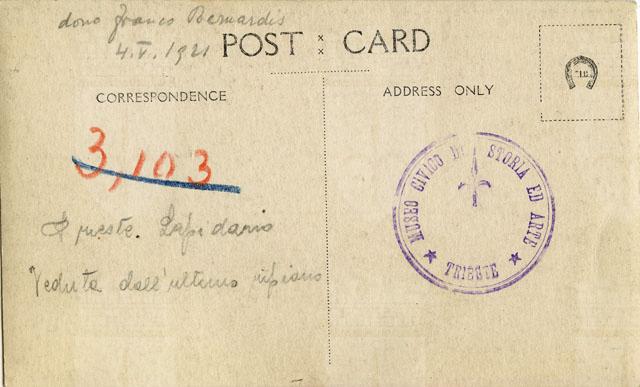 dono Franco Bernardis
4.V.1921
POST CARD
CORRESPONDENCE
ADDRESS ONLY
3,103
MUSEO CIVICO DI STORIA ED ARTE
★ TRIESTE ★
Lapidario
Veduta dall'ultimo ripiano